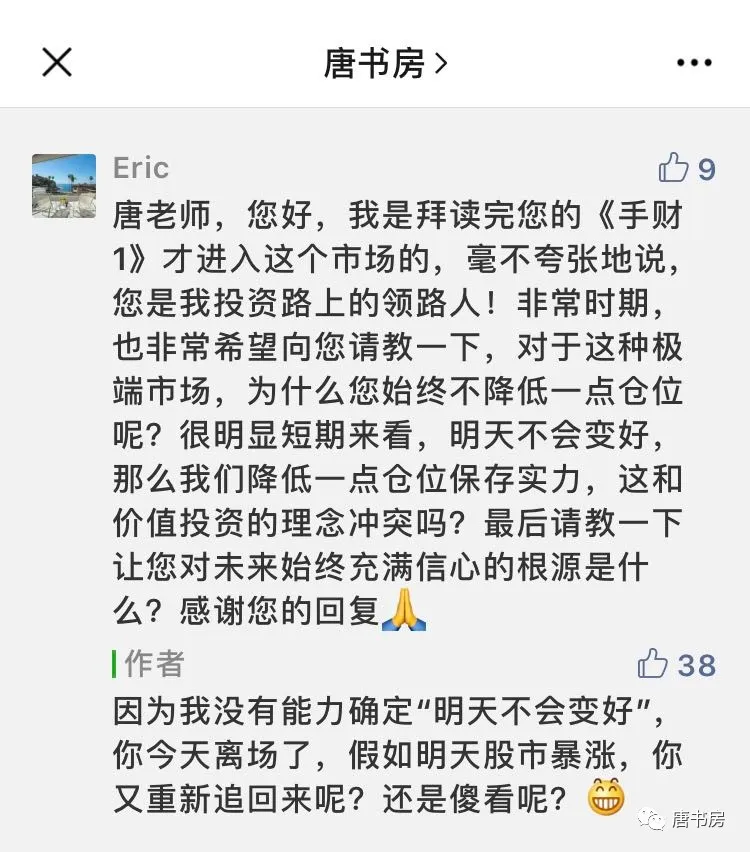 唐书房
Eric
9
唐老师，您好，我是拜读完您的《手财
1》才进入这个市场的，毫不夸张地说，
您是我投资路上的领路人！非常时期，
也非常希望向您请教一下，对于这种极
端市场，为什么您始终不降低一点仓位
呢？很明显短期来看，明天不会变好，
那么我们降低一点仓位保存实力，这和
价值投资的理念冲突吗？最后请教一下
让您对未来始终充满信心的根源是什
么？感谢您的回复🙏
作者
38
因为我没有能力确定“明天不会变好”，
你今天离场了，假如明天股市暴涨，你
又重新追回来呢？还是傻看呢？😁
唐书房